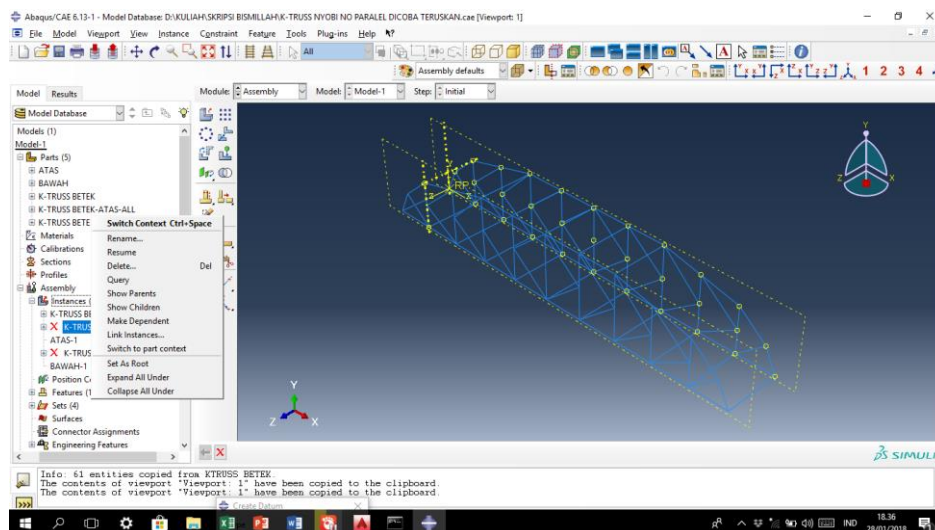 Abaqus/CAE 6.13-1 - Model Database: D:\KULIAH\SKRIPSI BISMILLAH\K-TRUSS NYOBI NO PARALEL DICOBA TERUSKAN.cae [Viewport: 1]
File Model Viewport View Instance Constraint Feature Tools Plug-ins Help
All
Assembly defaults
1 2 3 4
Model Results
Module: Assembly Model: Model-1 Step: Initial
Model Database
Models (1)
Model-1
Parts (5)
ATAS
BAWAH
K-TRUSS BETEK
K-TRUSS BETEK-ATAS-ALL
K-TRUSS BETE
Materials
Calibrations
Sections
Profiles
Assembly
Instances (
K-TRUSS BE
K-TRUS
ATAS-1
K-TRUS
BAWAH-1
Position C
Features (1
Sets (4)
Surfaces
Connector Assignments
Engineering Features
Switch Context Ctrl+Space
Rename...
Resume
Delete... Del
Query
Show Parents
Show Children
Make Dependent
Link Instances...
Switch to part context
Set As Root
Expand All Under
Collapse All Under
RP
Y
Z X
Y
Z X
SIMULI
Info: 61 entities copied from KTRUSS BETEK.
The contents of viewport "Viewport: 1" have been copied to the clipboard.
The contents of viewport "Viewport: 1" have been copied to the clipboard.
Create Datum
IND
18.36
28/01/2018